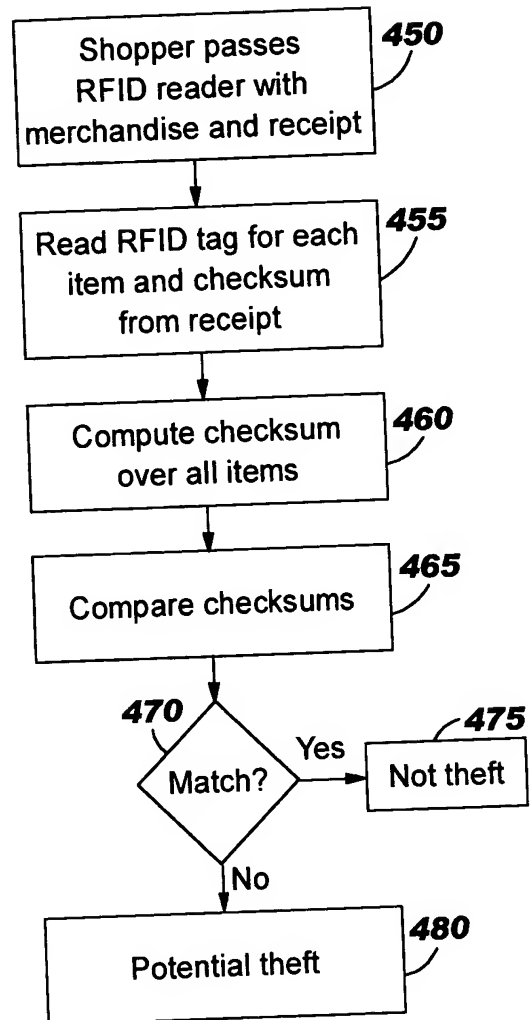 Shopper passes
RFID reader with
merchandise and receipt
450
Read RFID tag for each
item and checksum
from receipt
455
Compute checksum
over all items
460
Compare checksums
465
470
Match?
Yes
475
Not theft
No
Potential theft
480